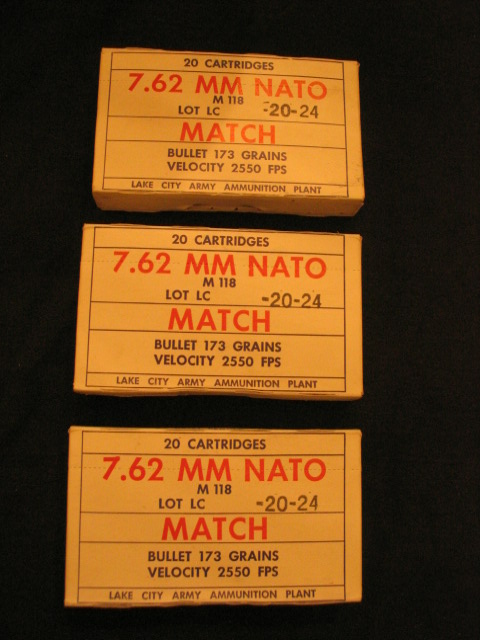 20 CARTRIDGES
7.62 MM NATO
M 118
LOT LC -20-24
MATCH
BULLET 173 GRAINS
VELOCITY 2550 FPS
LAKE CITY ARMY AMMUNITION PLANT
20 CARTRIDGES
7.62 MM NATO
M 118
LOT LC -20-24
MATCH
BULLET 173 GRAINS
VELOCITY 2550 FPS
LAKE CITY ARMY AMMUNITION PLANT
20 CARTRIDGES
7.62 MM NATO
M 118
LOT LC -20-24
MATCH
BULLET 173 GRAINS
VELOCITY 2550 FPS
LAKE CITY ARMY AMMUNITION PLANT